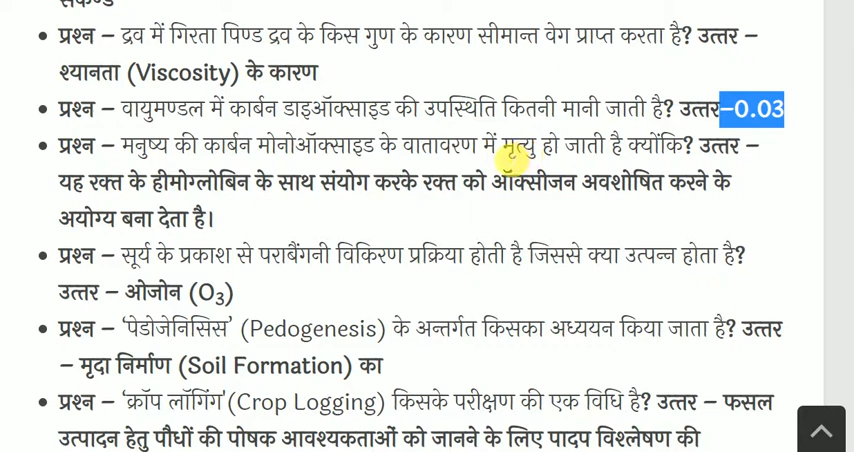 सेकण्ड
प्रश्न – द्रव में गिरता पिण्ड द्रव के किस गुण के कारण सीमान्त वेग प्राप्त करता है? उत्तर –
श्यानता (Viscosity) के कारण
प्रश्न – वायुमण्डल में कार्बन डाइऑक्साइड की उपस्थिति कितनी मानी जाती है? उत्तर –0.03
प्रश्न – मनुष्य की कार्बन मोनोऑक्साइड के वातावरण में मृत्यु हो जाती है क्योंकि? उत्तर –
यह रक्त के हीमोग्लोबिन के साथ संयोग करके रक्त को ऑक्सीजन अवशोषित करने के
अयोग्य बना देता है।
प्रश्न – सूर्य के प्रकाश से पराबैंगनी विकिरण प्रक्रिया होती है जिससे क्या उत्पन्न होता है?
उत्तर – ओजोन (O₃)
प्रश्न – ‘पेडोजेनिसिस’ (Pedogenesis) के अन्तर्गत किसका अध्ययन किया जाता है? उत्तर
– मृदा निर्माण (Soil Formation) का
प्रश्न – ‘क्रॉप लॉगिंग'(Crop Logging) किसके परीक्षण की एक विधि है? उत्तर – फसल
उत्पादन हेतु पौधों की पोषक आवश्यकताओं को जानने के लिए पादप विश्लेषण की